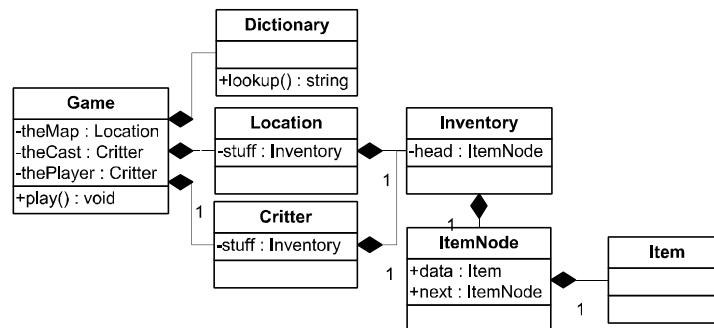 Dictionary
+lookup() : string
Game
-theMap : Location
-theCast : Critter
-thePlayer : Critter
+play() : void
Location
-stuff : Inventory
Inventory
-head : ItemNode
1
1
Critter
-stuff : Inventory
1
1
ItemNode
+data : Item
+next : ItemNode
Item
1